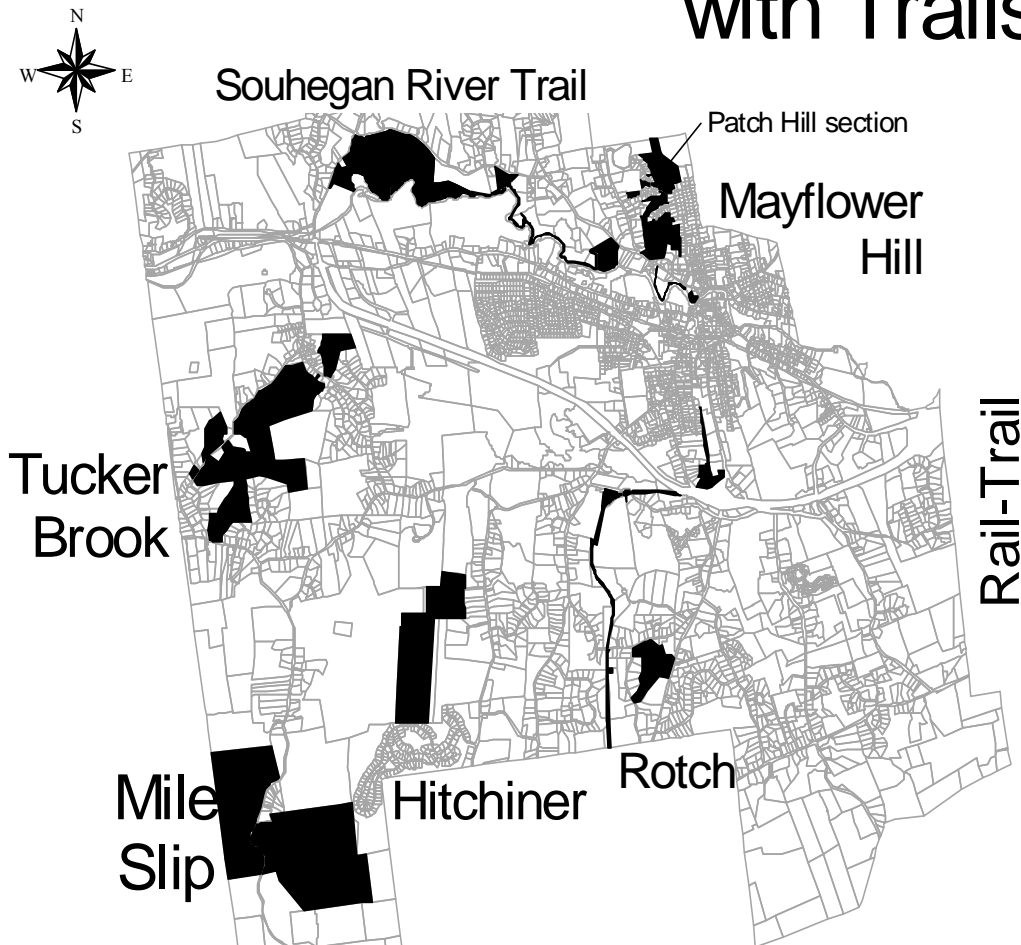 with Trails
N
W E
S
Souhegan River Trail
Patch Hill section
Mayflower
Hill
Rail-Trail
Tucker
Brook
Rotch
Mile
Slip
Hitchiner